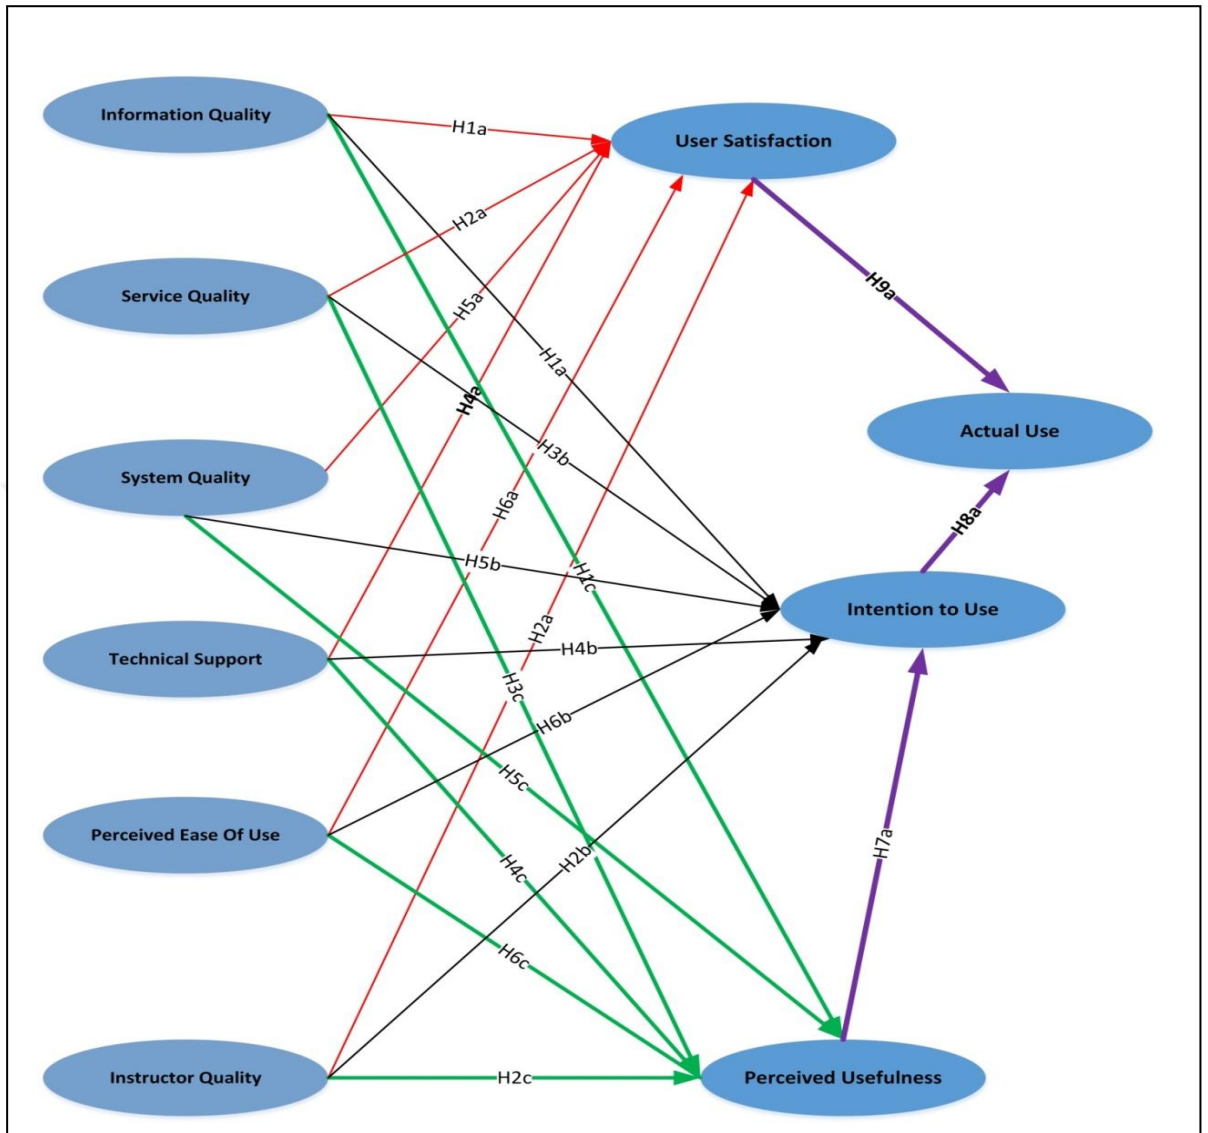 Information Quality
H1a
User Satisfaction
H2a
Service Quality
H9a
H5a
H1a
H4a
Actual Use
H3b
System Quality
H6a
H8a
H5b
H1c
Intention to Use
H2a
H4b
Technical Support
H3c
H6b
H5c
Perceived Ease Of Use
H7a
H2b
H4c
H6c
Instructor Quality
H2c
Perceived Usefulness